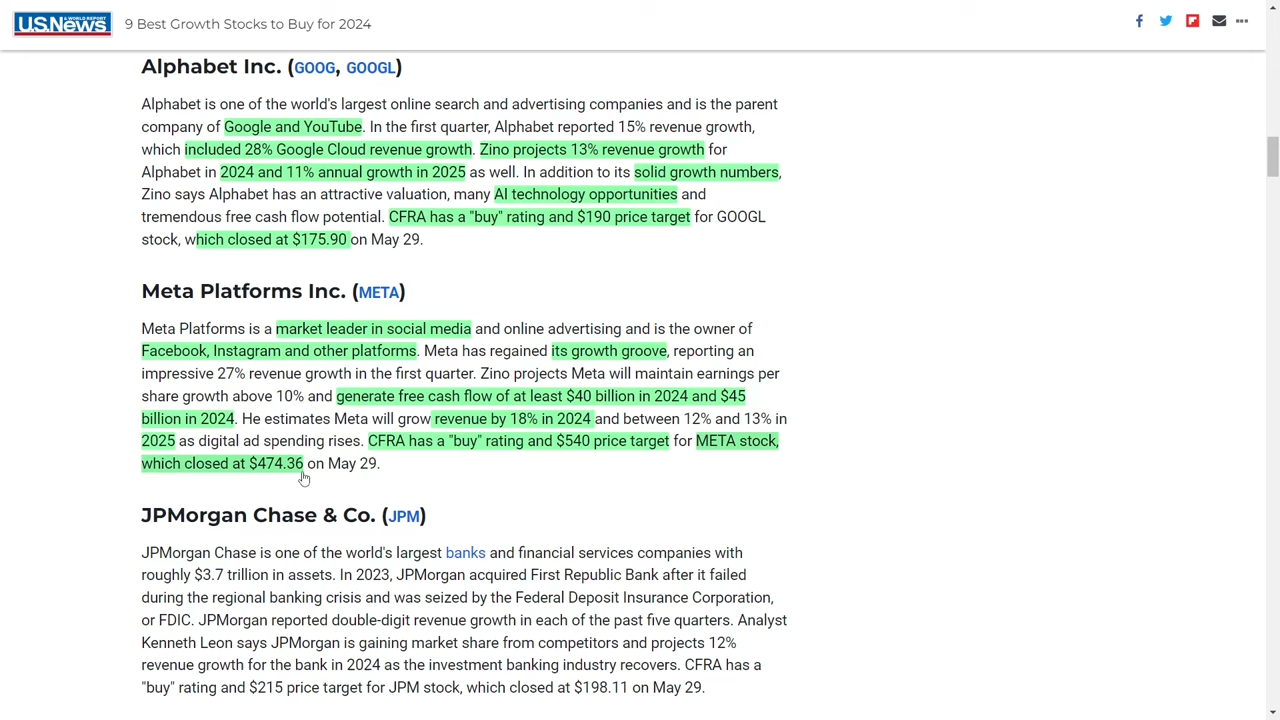 U.S.News
& WORLD REPORT
9 Best Growth Stocks to Buy for 2024
Alphabet Inc. (GOOG, GOOGL)
Alphabet is one of the world's largest online search and advertising companies and is the parent
company of Google and YouTube. In the first quarter, Alphabet reported 15% revenue growth,
which included 28% Google Cloud revenue growth. Zino projects 13% revenue growth for
Alphabet in 2024 and 11% annual growth in 2025 as well. In addition to its solid growth numbers,
Zino says Alphabet has an attractive valuation, many AI technology opportunities and
tremendous free cash flow potential. CFRA has a "buy" rating and $190 price target for GOOGL
stock, which closed at $175.90 on May 29.
Meta Platforms Inc. (META)
Meta Platforms is a market leader in social media and online advertising and is the owner of
Facebook, Instagram and other platforms. Meta has regained its growth groove, reporting an
impressive 27% revenue growth in the first quarter. Zino projects Meta will maintain earnings per
share growth above 10% and generate free cash flow of at least $40 billion in 2024 and $45
billion in 2024. He estimates Meta will grow revenue by 18% in 2024 and between 12% and 13% in
2025 as digital ad spending rises. CFRA has a "buy" rating and $540 price target for META stock,
which closed at $474.36 on May 29.
JPMorgan Chase & Co. (JPM)
JPMorgan Chase is one of the world's largest banks and financial services companies with
roughly $3.7 trillion in assets. In 2023, JPMorgan acquired First Republic Bank after it failed
during the regional banking crisis and was seized by the Federal Deposit Insurance Corporation,
or FDIC. JPMorgan reported double-digit revenue growth in each of the past five quarters. Analyst
Kenneth Leon says JPMorgan is gaining market share from competitors and projects 12%
revenue growth for the bank in 2024 as the investment banking industry recovers. CFRA has a
"buy" rating and $215 price target for JPM stock, which closed at $198.11 on May 29.